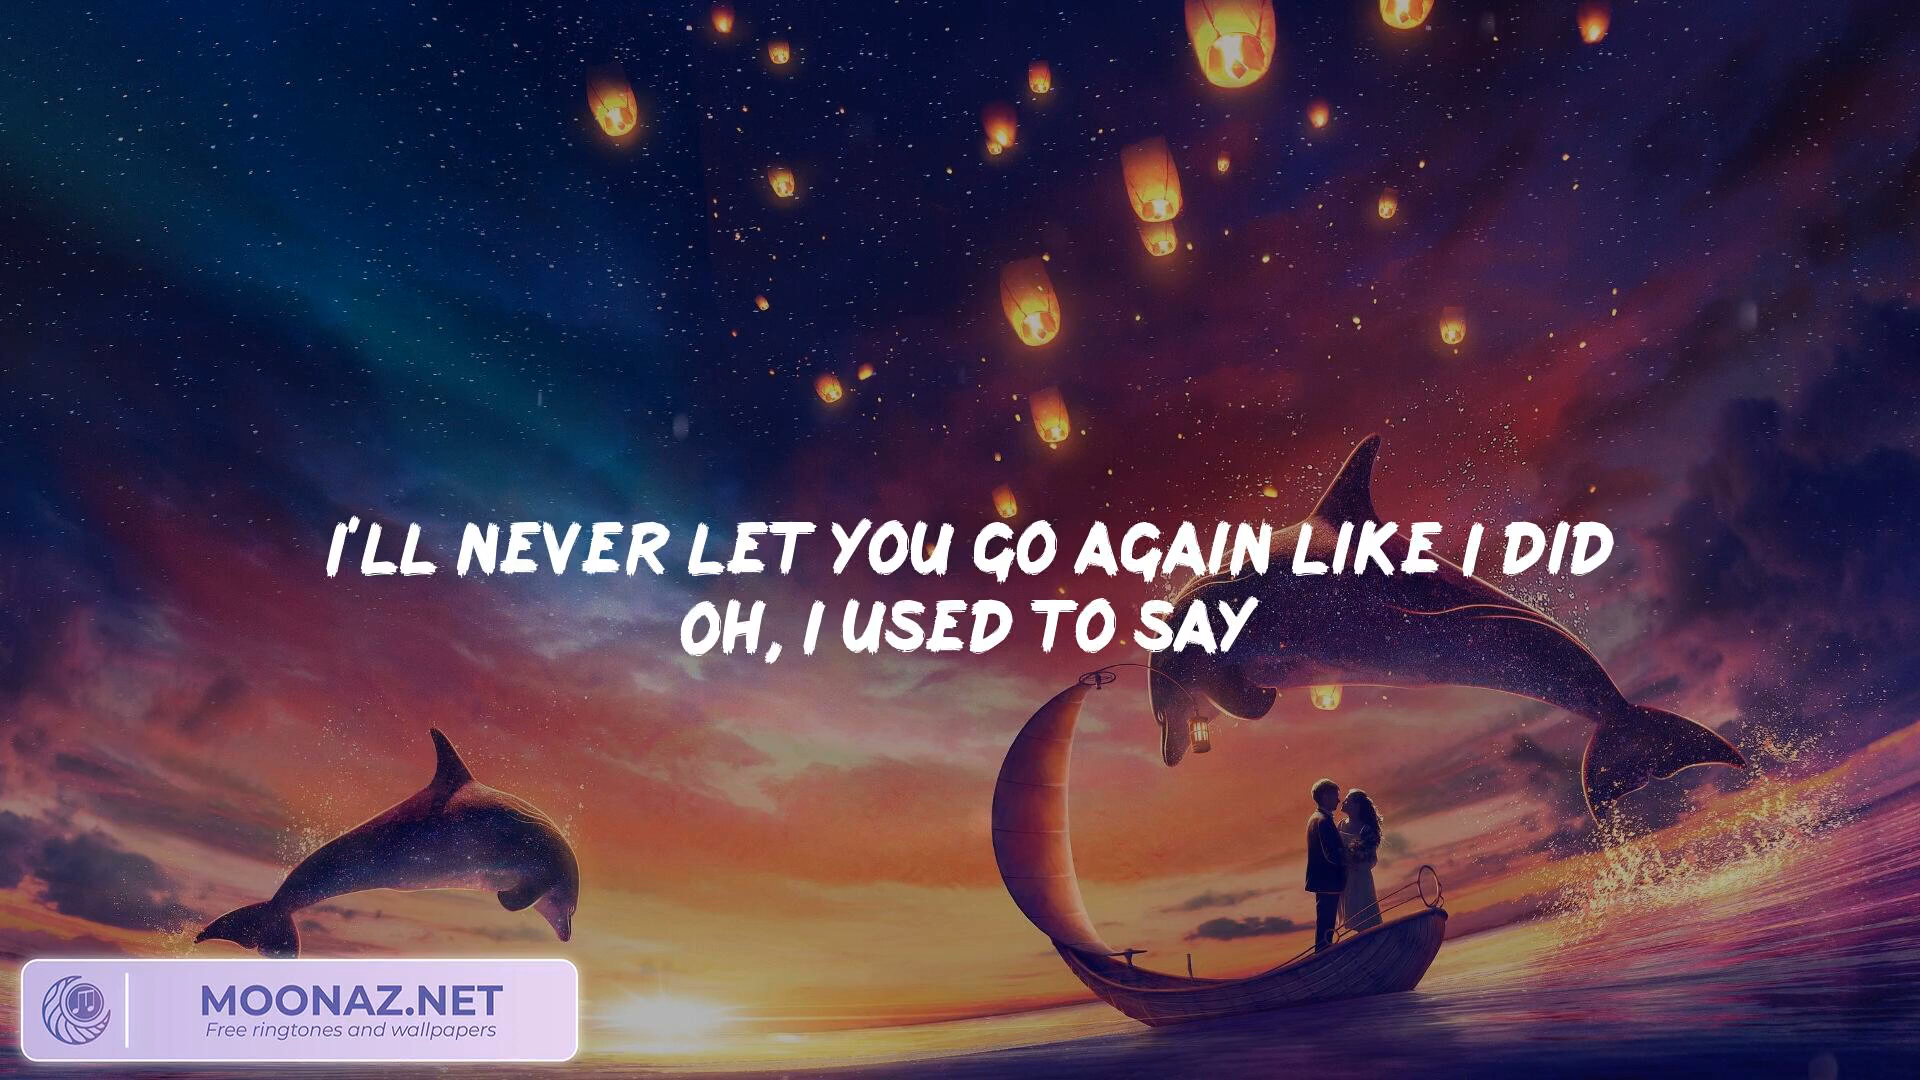 I'LL NEVER LET YOU GO AGAIN LIKE I DID
OH, I USED TO SAY
MOONAZ.NET
Free ringtones and wallpapers